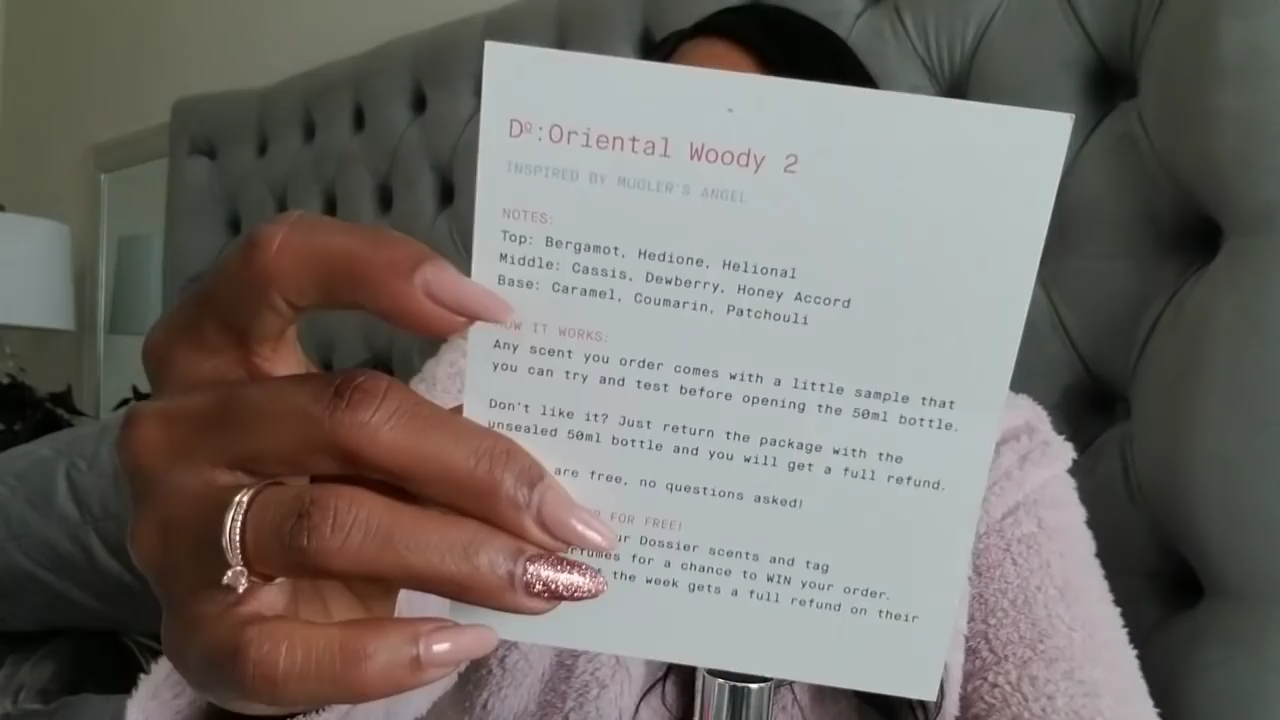 Dº:Oriental Woody 2
INSPIRED BY MUGLER'S ANGEL
NOTES:
Top: Bergamot, Hedione, Helional
Middle: Cassis, Dewberry, Honey Accord
Base: Caramel, Coumarin, Patchouli
HOW IT WORKS:
Any scent you order comes with a little sample that
you can try and test before opening the 50ml bottle.
Don't like it? Just return the package with the
unsealed 50ml bottle and you will get a full refund.
are free, no questions asked!
FOR FREE!
Dossier scents and tag
for a chance to WIN your order.
the week gets a full refund on their